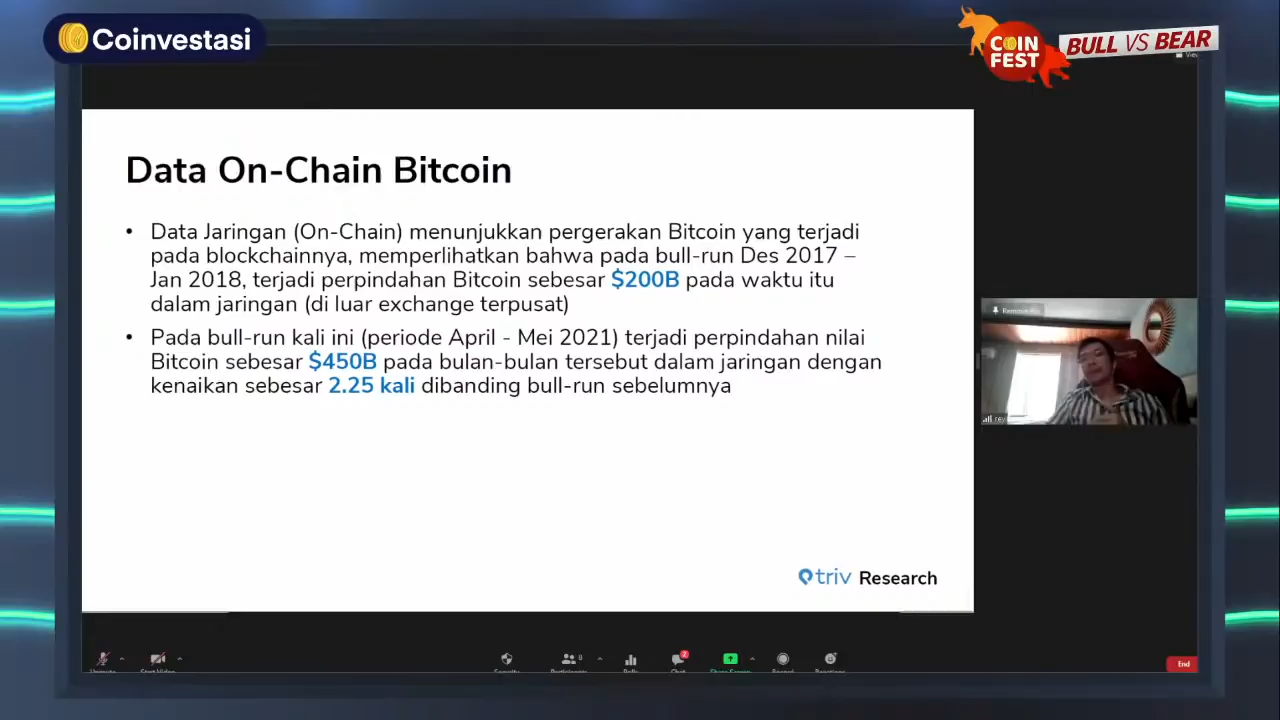 Coinvestasi
COIN
FEST
BULL VS BEAR
Data On-Chain Bitcoin
• Data Jaringan (On-Chain) menunjukkan pergerakan Bitcoin yang terjadi
pada blockchainnya, memperlihatkan bahwa pada bull-run Des 2017 –
Jan 2018, terjadi perpindahan Bitcoin sebesar $200B pada waktu itu
dalam jaringan (di luar exchange terpusat)
• Pada bull-run kali ini (periode April - Mei 2021) terjadi perpindahan nilai
Bitcoin sebesar $450B pada bulan-bulan tersebut dalam jaringan dengan
kenaikan sebesar 2.25 kali dibanding bull-run sebelumnya
triv Research
8
2
End